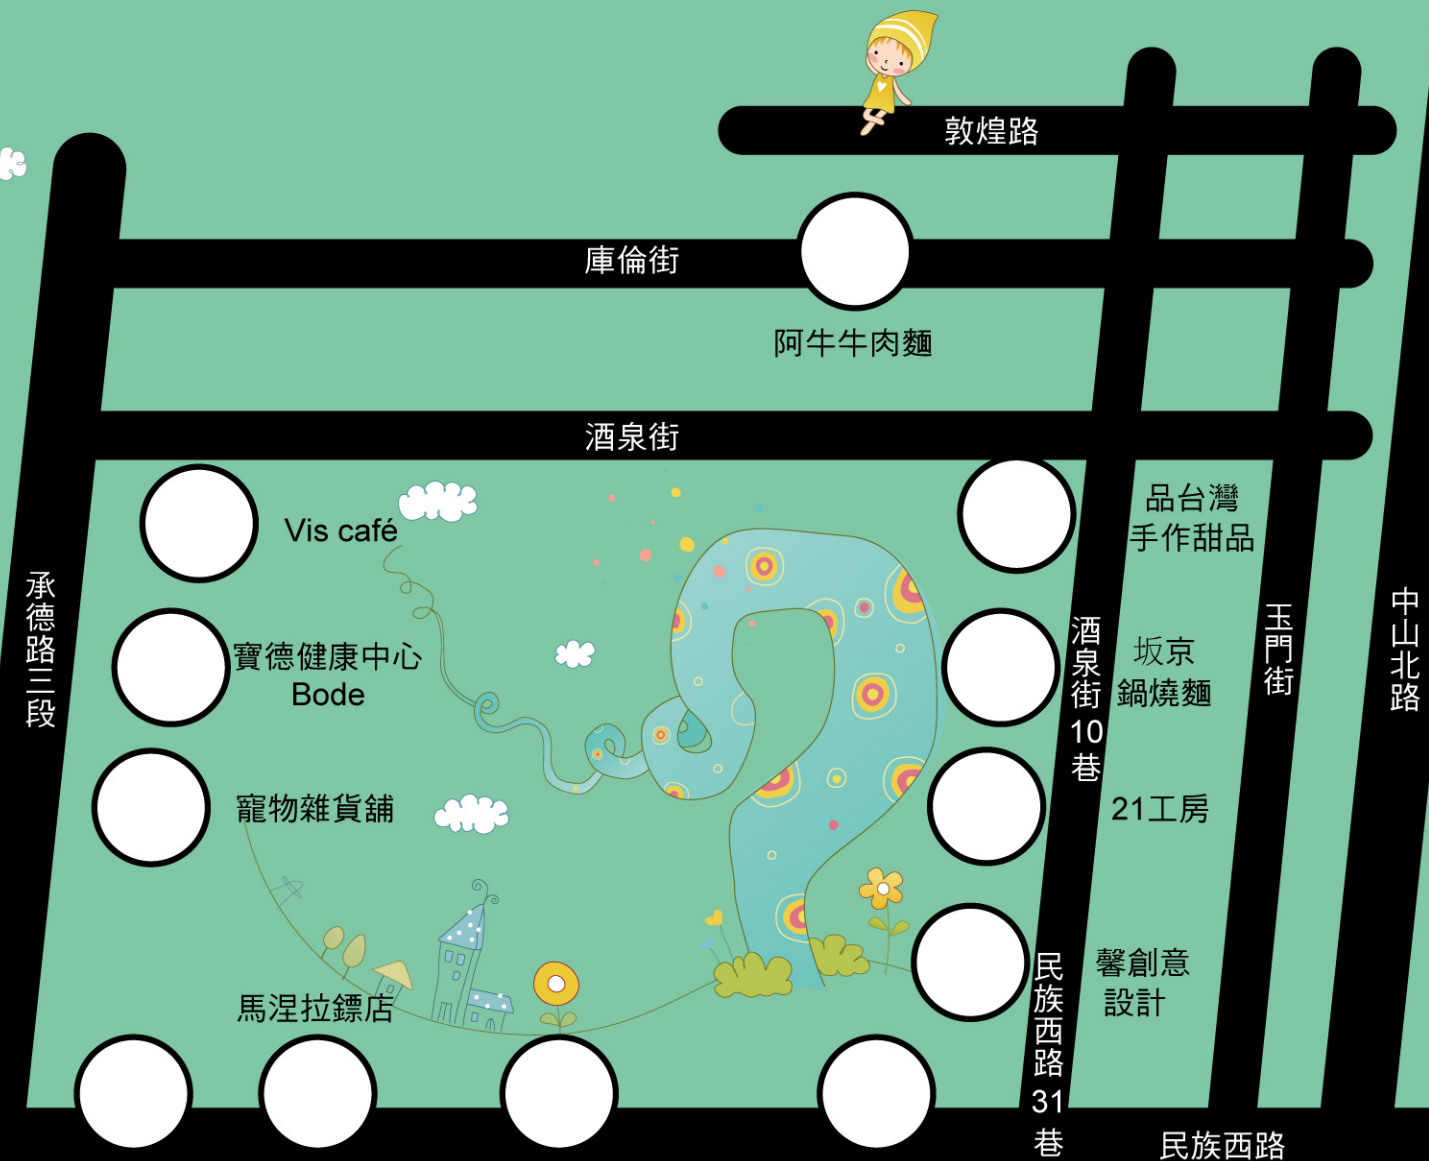 敦煌路
庫倫街
阿牛牛肉麵
酒泉街
Vis café
品台灣
手作甜品
承德路三段
寶德健康中心
Bode
酒泉街10巷
坂京
鍋燒麵
玉門街
中山北路
寵物雜貨舖
21工房
馬涅拉鏢店
民族西路31巷
馨創意
設計
民族西路